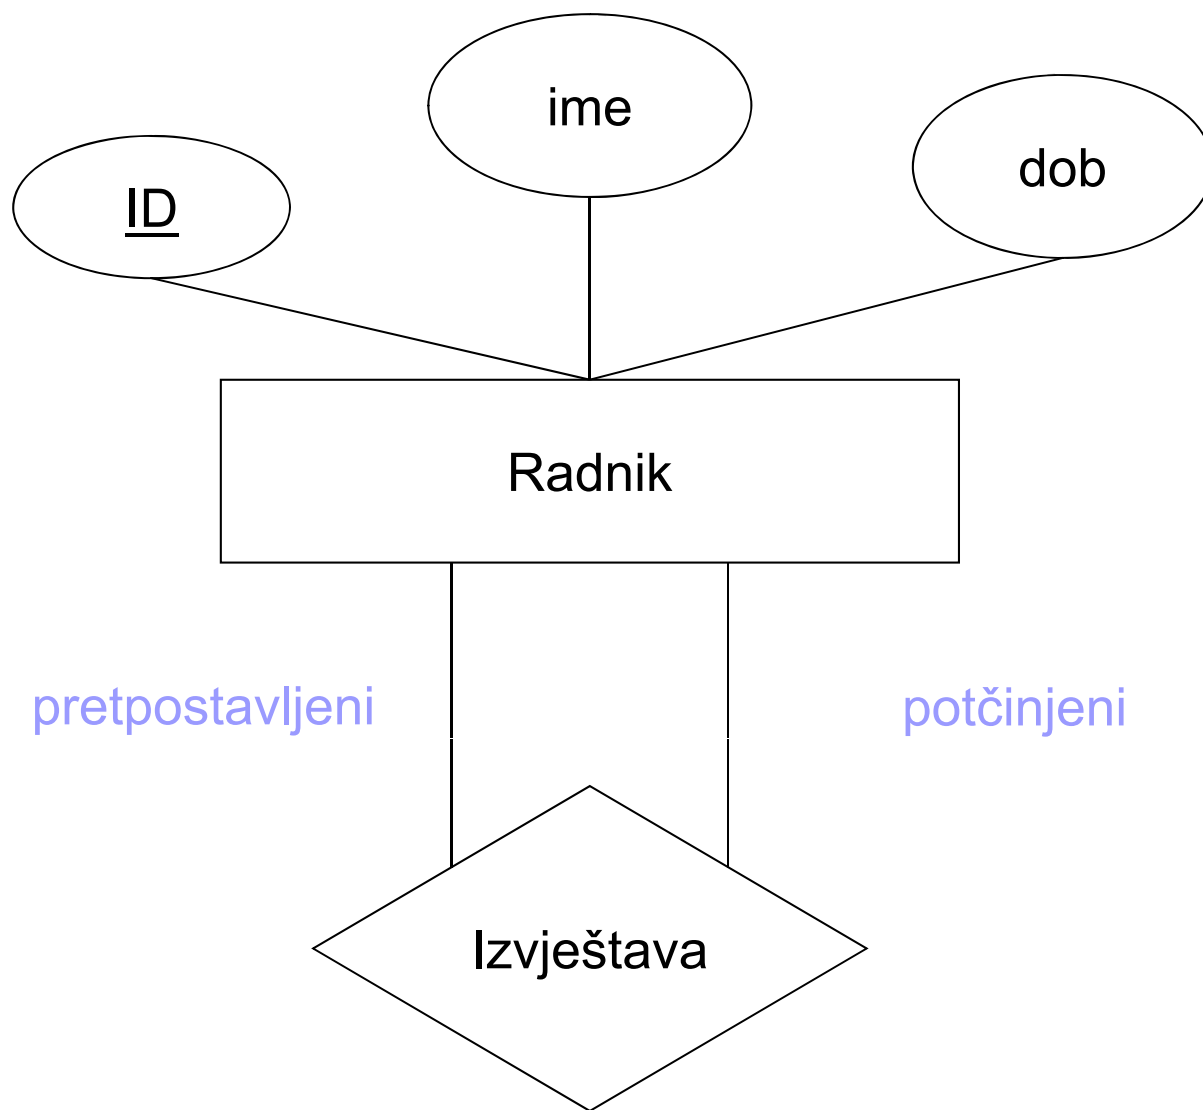 ime
dob
ID
Radnik
pretpostavljeni
potčinjeni
Izvještava